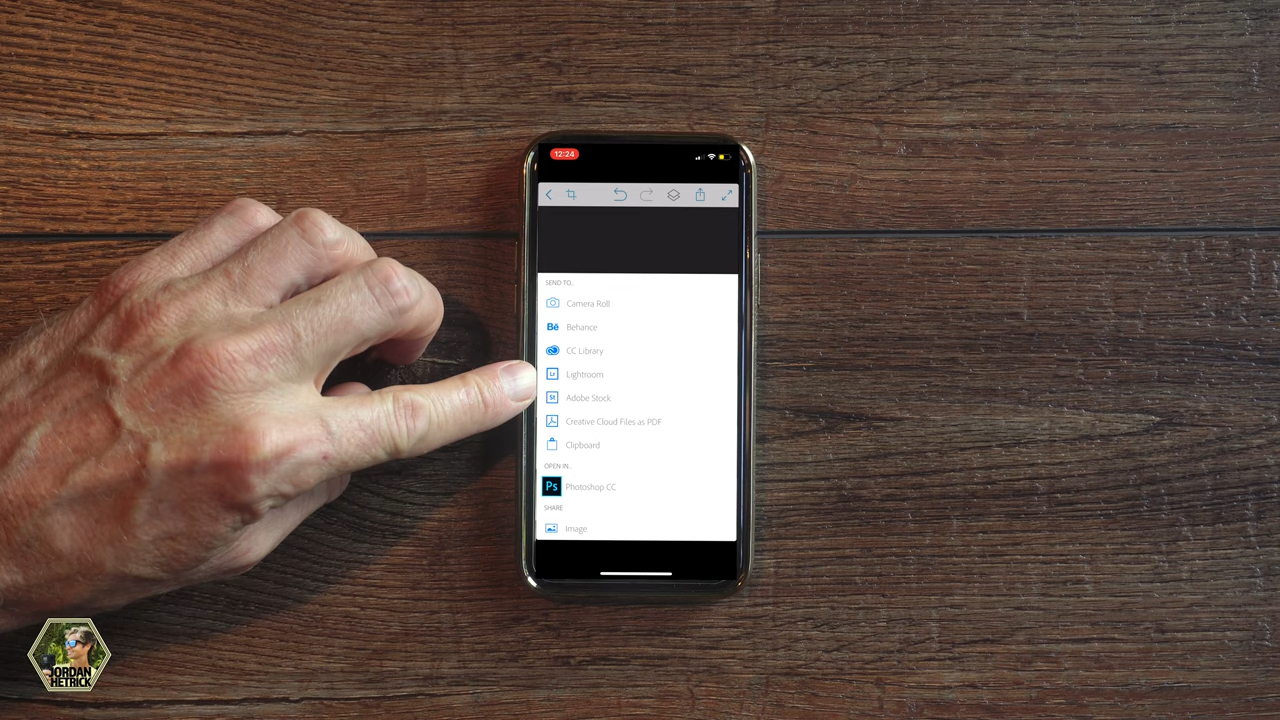 12:24
SEND TO..
Camera Roll
Bē Behance
CC Library
Lr Lightroom
St Adobe Stock
Creative Cloud Files as PDF
Clipboard
OPEN IN..
Ps Photoshop CC
SHARE
Image
JORDAN
HETRICK